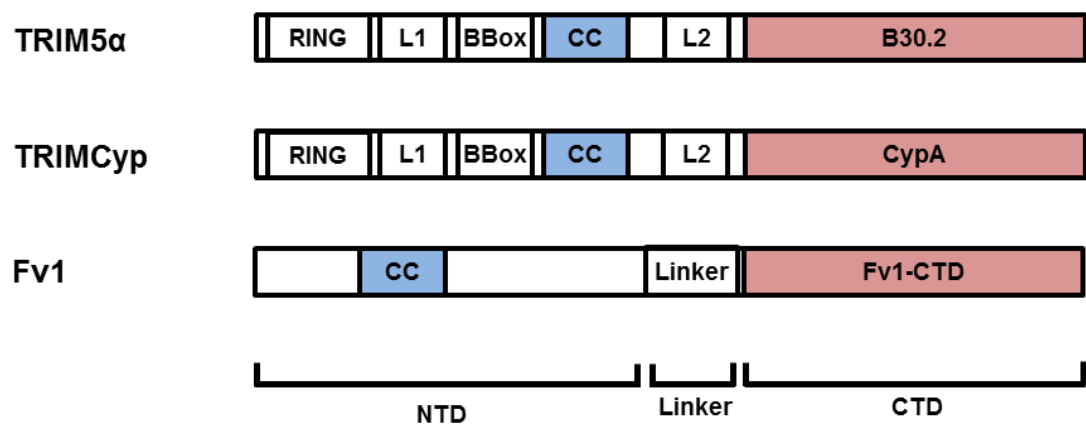 TRIM5α RING L1 BBox CC L2 B30.2
TRIMCyp RING L1 BBox CC L2 CypA
Fv1 CC Linker Fv1-CTD
NTD Linker CTD